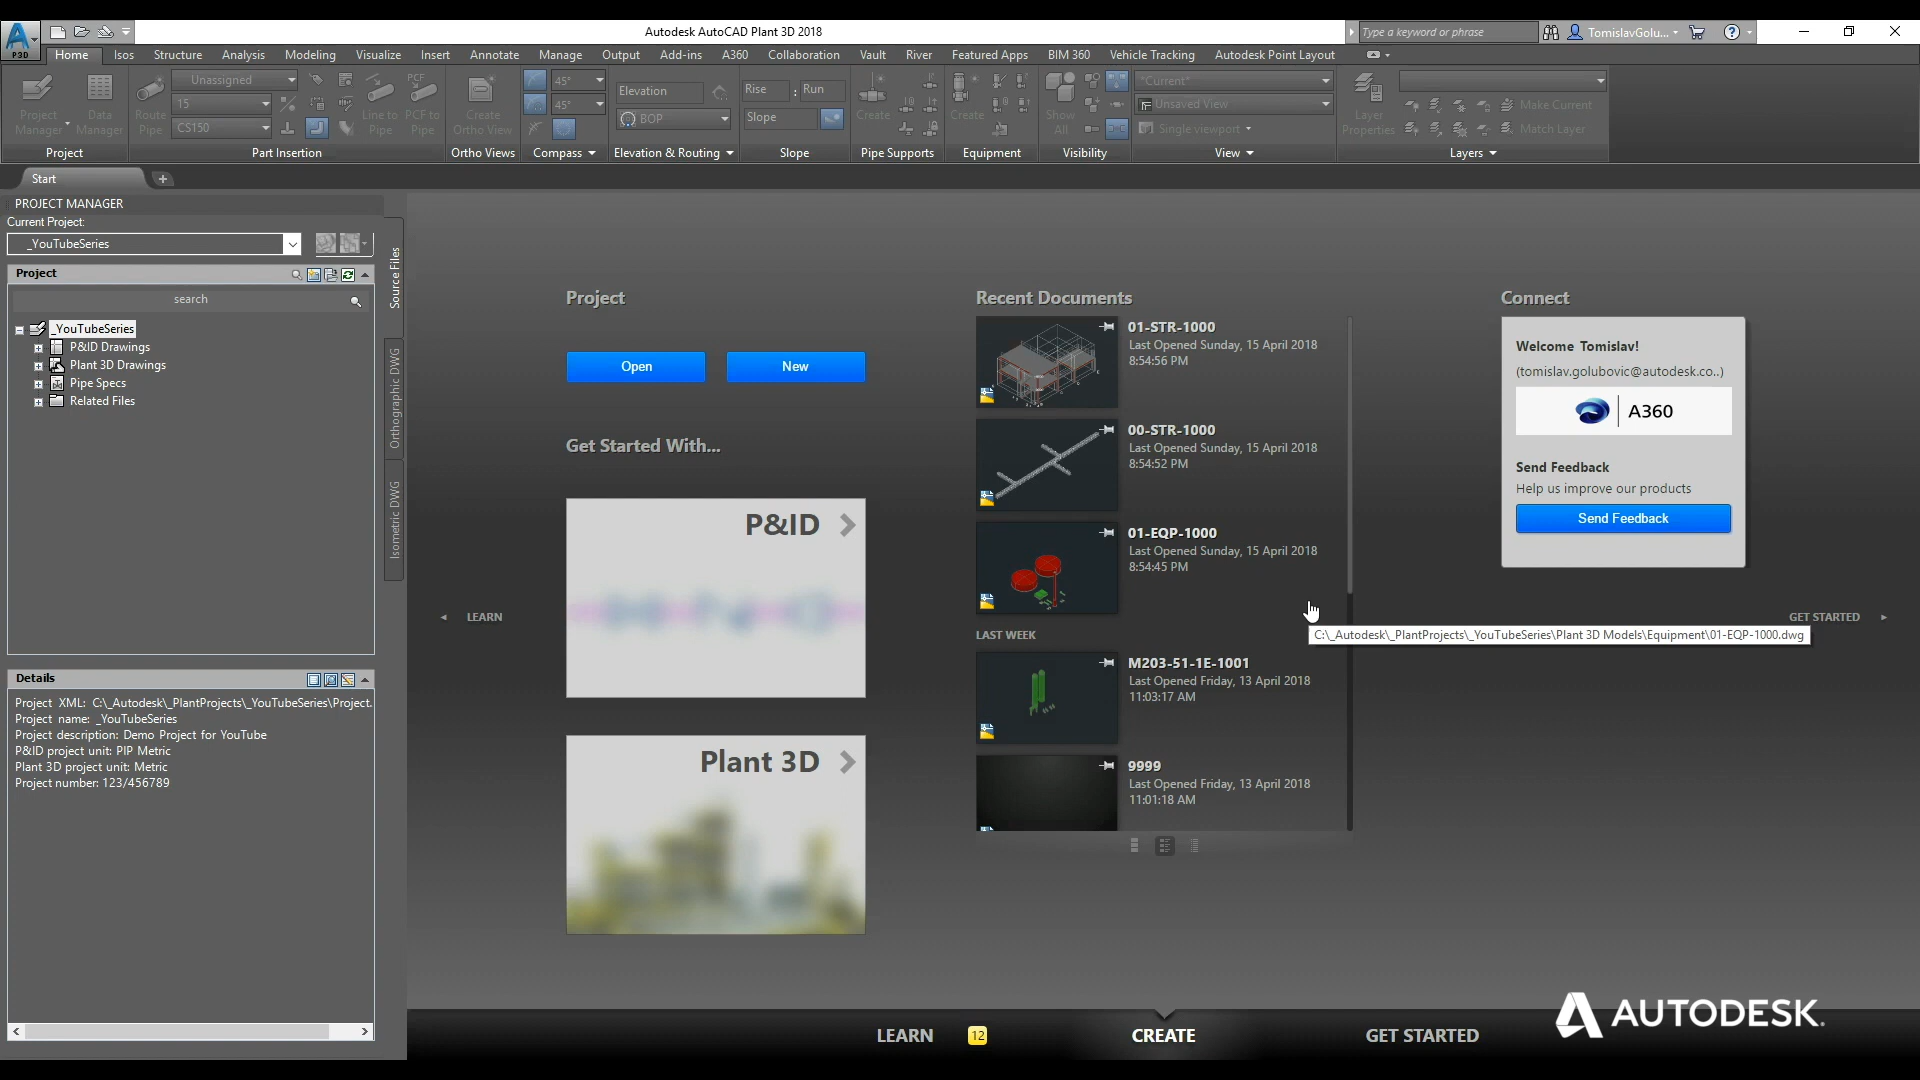 Autodesk AutoCAD Plant 3D 2018
Type a keyword or phrase
TomislavGolu...
P3D
Home Isos Structure Analysis Modeling Visualize Insert Annotate Manage Output Add-ins A360 Collaboration Vault River Featured Apps BIM 360 Vehicle Tracking Autodesk Point Layout
Project Manager
Data Manager
Project
Route Pipe
Unassigned
15
CS150
Line to Pipe
PCF
PCF to Pipe
Part Insertion
Create Ortho View
Ortho Views
45°
45°
Compass
Elevation
BOP
Elevation & Routing
Rise : Run
Slope
Slope
Create
Pipe Supports
Create
Equipment
Show All
Visibility
*Current*
Unsaved View
Single viewport
View
Layer Properties
Make Current
Match Layer
Layers
Start
PROJECT MANAGER
Current Project:
_YouTubeSeries
Project
search
_YouTubeSeries
P&ID Drawings
Plant 3D Drawings
Pipe Specs
Related Files
Source Files
Orthographic DWG
Isometric DWG
Details
Project XML: C:\_Autodesk\_PlantProjects\_YouTubeSeries\Project.
Project name: _YouTubeSeries
Project description: Demo Project for YouTube
P&ID project unit: PIP Metric
Plant 3D project unit: Metric
Project number: 123/456789
LEARN
Project
Open
New
Get Started With...
P&ID
Plant 3D
Recent Documents
01-STR-1000
Last Opened Sunday, 15 April 2018
8:54:56 PM
00-STR-1000
Last Opened Sunday, 15 April 2018
8:54:52 PM
01-EQP-1000
Last Opened Sunday, 15 April 2018
8:54:45 PM
LAST WEEK
M203-51-1E-1001
Last Opened Friday, 13 April 2018
11:03:17 AM
9999
Last Opened Friday, 13 April 2018
11:01:18 AM
Connect
Welcome Tomislav!
(tomislav.golubovic@autodesk.co..)
A360
Send Feedback
Help us improve our products
Send Feedback
GET STARTED
C:\_Autodesk\_PlantProjects\_YouTubeSeries\Plant 3D Models\Equipment\01-EQP-1000.dwg
LEARN 12 CREATE GET STARTED
AUTODESK.